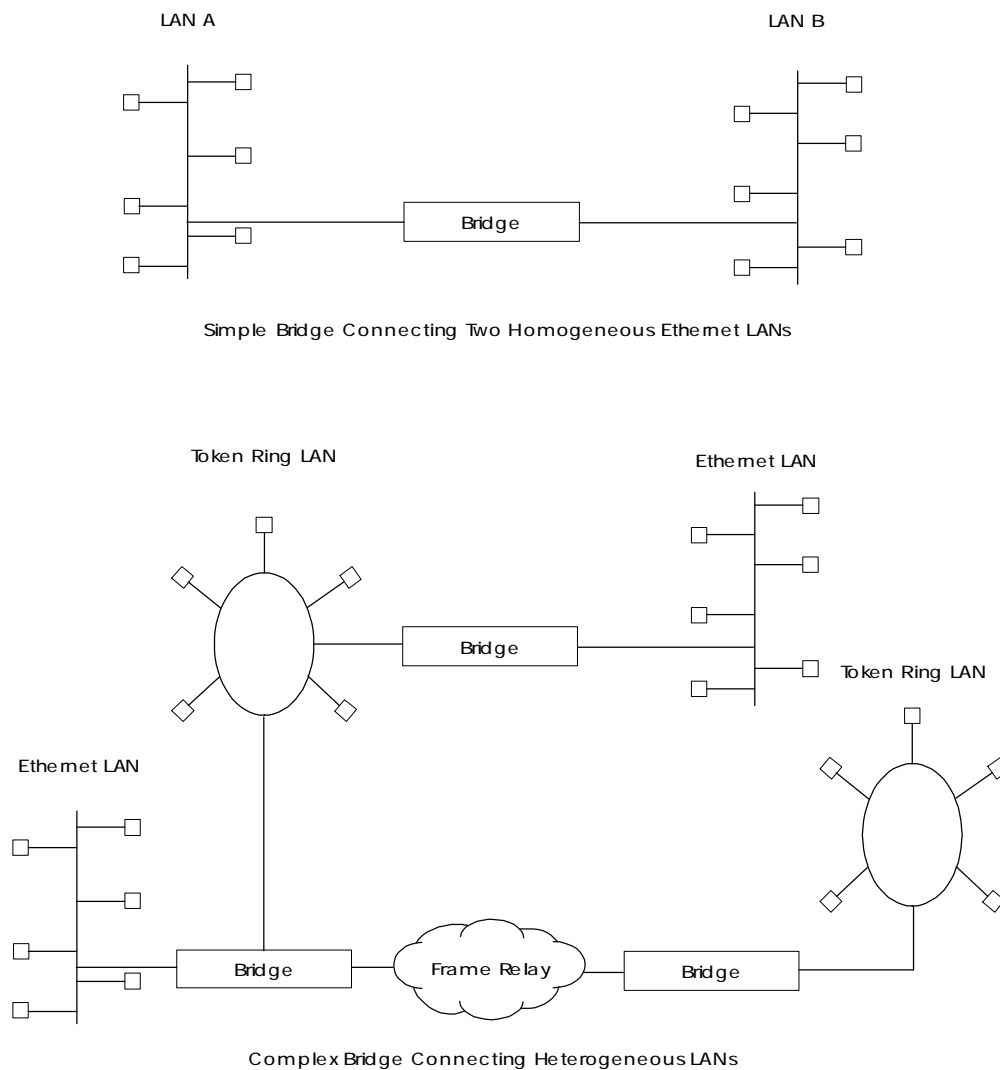 LAN A
LAN B
Bridge
Simple Bridge Connecting Two Homogeneous Ethernet LANs
Token Ring LAN
Ethernet LAN
Bridge
Token Ring LAN
Ethernet LAN
Bridge
Frame Relay
Bridge
Complex Bridge Connecting Heterogeneous LANs